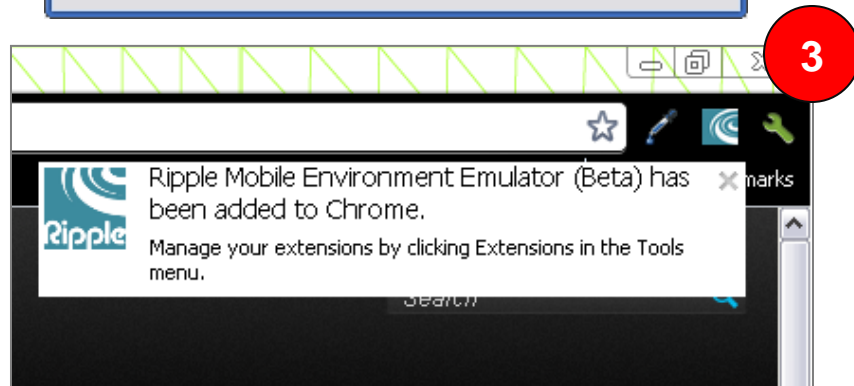 3
Ripple Mobile Environment Emulator (Beta) has
been added to Chrome.
marks
Ripple
Manage your extensions by clicking Extensions in the Tools
menu.
Search